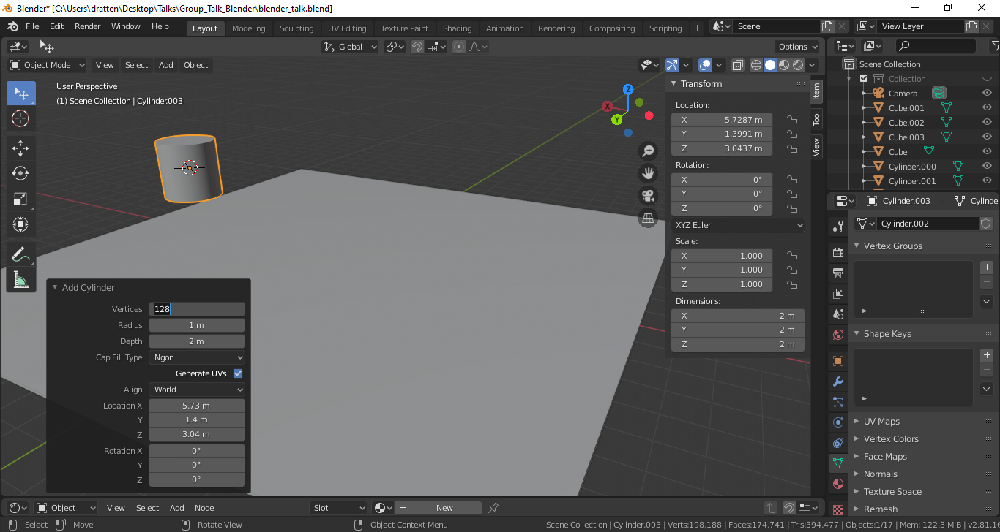 Blender* [C:\Users\dratten\Desktop\Talks\Group_Talk_Blender\blender_talk.blend]
File Edit Render Window Help Layout Modeling Sculpting UV Editing Texture Paint Shading Animation Rendering Compositing Scripting + Scene View Layer
Global Options
Object Mode View Select Add Object
User Perspective
(1) Scene Collection | Cylinder.003
X
Y
Z
Transform
Location:
X 5.7287 m
Y 1.3991 m
Z 3.0437 m
Rotation:
X 0°
Y 0°
Z 0°
XYZ Euler
Scale:
X 1.000
Y 1.000
Z 1.000
Dimensions:
X 2 m
Y 2 m
Z 2 m
Item
Tool
View
Scene Collection
Collection
Camera
Cube.001
Cube.002
Cube.003
Cube
Cylinder.000
Cylinder.001
Cylinder.003 Cylinder
Cylinder.002
Vertex Groups
Shape Keys
UV Maps
Vertex Colors
Face Maps
Normals
Texture Space
Remesh
Add Cylinder
Vertices 128
Radius 1 m
Depth 2 m
Cap Fill Type Ngon
Generate UVs
Align World
Location X 5.73 m
Y 1.4 m
Z 3.04 m
Rotation X 0°
Y 0°
Z 0°
Object View Select Add Node Slot + New
Select Move Rotate View Object Context Menu Scene Collection | Cylinder.003 | Verts:198,188 | Faces:174,741 | Tris:394,477 | Objects:1/17 | Mem: 122.3 MiB | v2.81.16